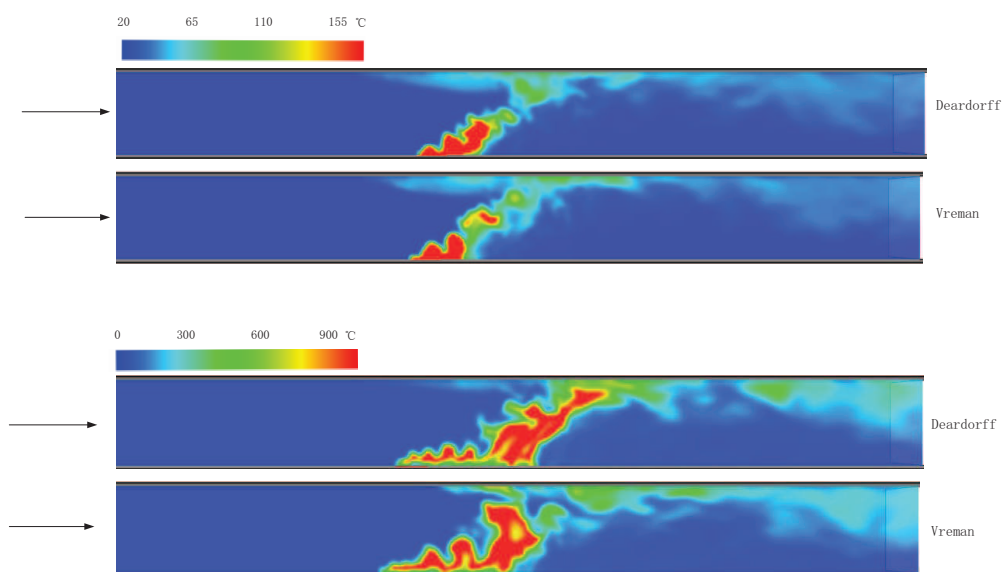 20 65 110 155 ℃
Deardorff
Vreman
0 300 600 900 ℃
Deardorff
Vreman